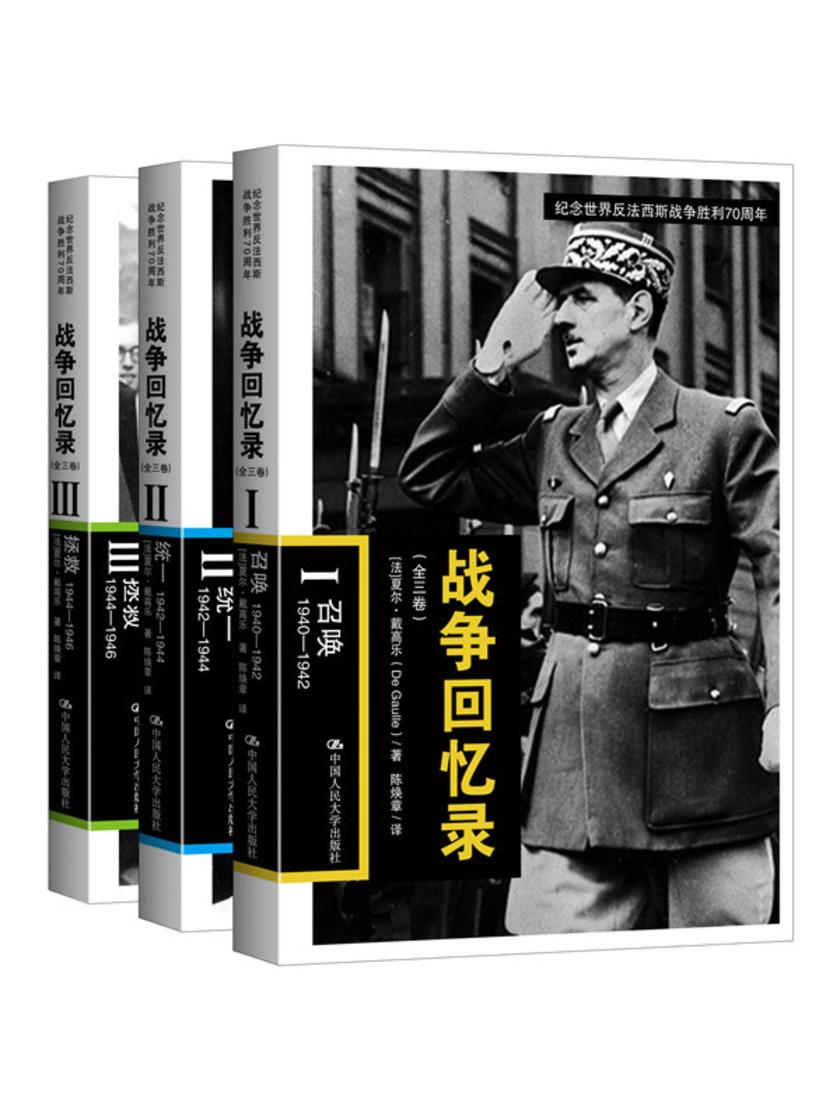 纪念世界反法西斯
战争胜利70周年
战争回忆录
(全三卷)
III
拯救 1944—1946
[法]夏尔·戴高乐 著 陈焕章 译
中国人民大学出版社
III 拯救
1944—1946
纪念世界反法西斯
战争胜利70周年
战争回忆录
(全三卷)
II
统一 1942—1944
[法]夏尔·戴高乐 著 陈焕章 译
中国人民大学出版社
II 统一
1942—1944
纪念世界反法西斯
战争胜利70周年
战争回忆录
(全三卷)
I
召唤 1940—1942
[法]夏尔·戴高乐 著 陈焕章 译
中国人民大学出版社
纪念世界反法西斯战争胜利70周年
战争回忆录
(全三卷)
[法]夏尔·戴高乐(De Gaulle)/著 陈焕章/译
I 召唤
1940—1942
中国人民大学出版社